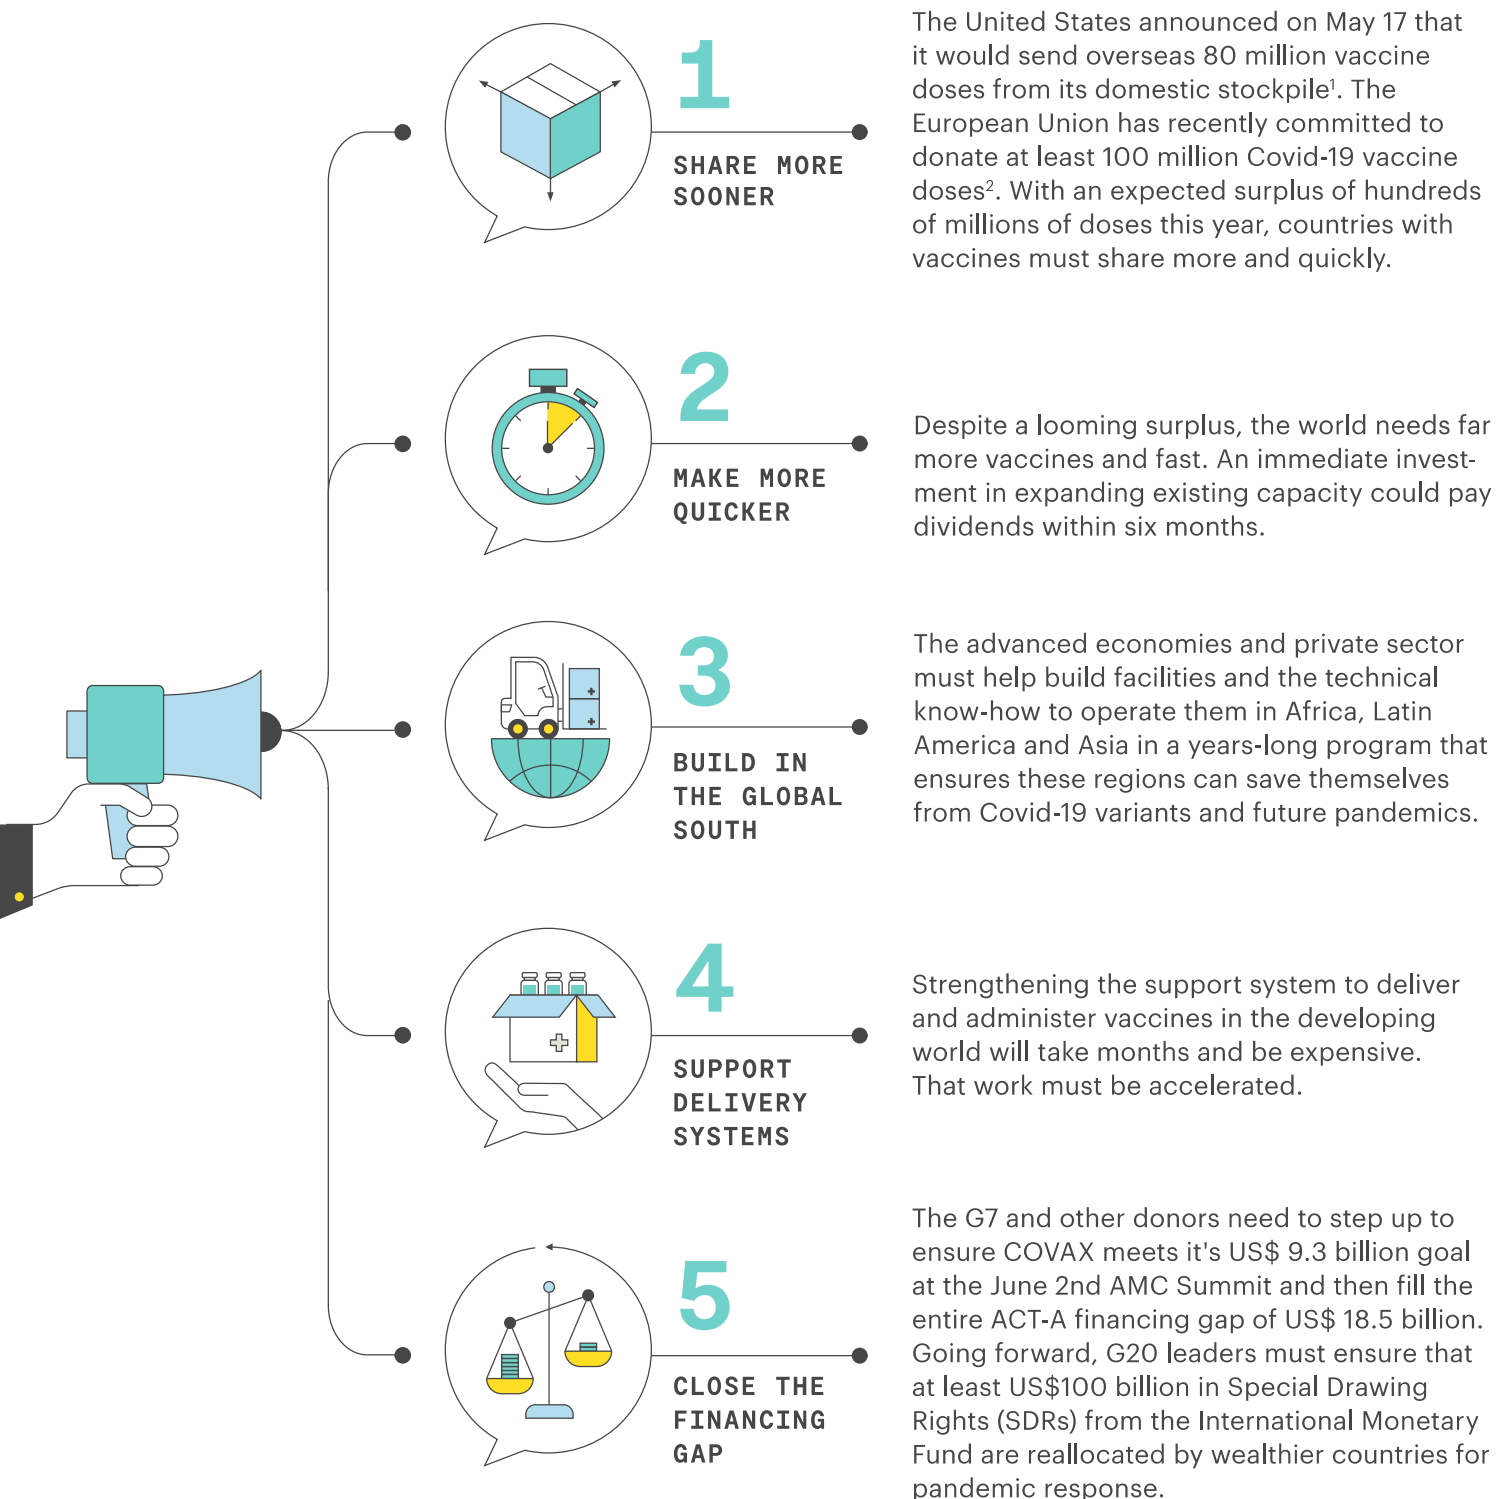 1
SHARE MORE
SOONER
The United States announced on May 17 that
it would send overseas 80 million vaccine
doses from its domestic stockpile¹. The
European Union has recently committed to
donate at least 100 million Covid-19 vaccine
doses². With an expected surplus of hundreds
of millions of doses this year, countries with
vaccines must share more and quickly.
2
MAKE MORE
QUICKER
Despite a looming surplus, the world needs far
more vaccines and fast. An immediate invest-
ment in expanding existing capacity could pay
dividends within six months.
3
BUILD IN
THE GLOBAL
SOUTH
The advanced economies and private sector
must help build facilities and the technical
know-how to operate them in Africa, Latin
America and Asia in a years-long program that
ensures these regions can save themselves
from Covid-19 variants and future pandemics.
4
SUPPORT
DELIVERY
SYSTEMS
Strengthening the support system to deliver
and administer vaccines in the developing
world will take months and be expensive.
That work must be accelerated.
5
CLOSE THE
FINANCING
GAP
The G7 and other donors need to step up to
ensure COVAX meets it's US$ 9.3 billion goal
at the June 2nd AMC Summit and then fill the
entire ACT-A financing gap of US$ 18.5 billion.
Going forward, G20 leaders must ensure that
at least US$100 billion in Special Drawing
Rights (SDRs) from the International Monetary
Fund are reallocated by wealthier countries for
pandemic response.